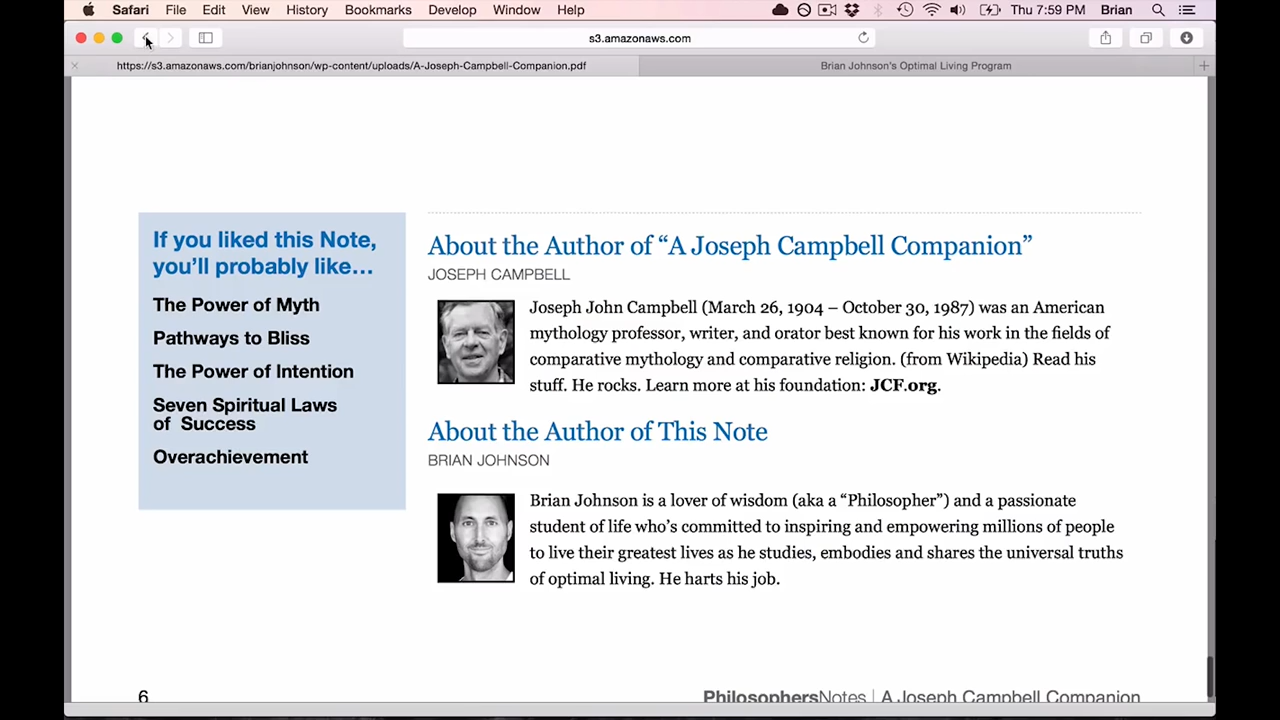 Safari File Edit View History Bookmarks Develop Window Help Thu 7:59 PM Brian
s3.amazonaws.com
https://s3.amazonaws.com/brianjohnson/wp-content/uploads/A-Joseph-Campbell-Companion.pdf
Brian Johnson's Optimal Living Program
If you liked this Note,
you'll probably like…
The Power of Myth
Pathways to Bliss
The Power of Intention
Seven Spiritual Laws
of Success
Overachievement
About the Author of “A Joseph Campbell Companion”
JOSEPH CAMPBELL
Joseph John Campbell (March 26, 1904 – October 30, 1987) was an American
mythology professor, writer, and orator best known for his work in the fields of
comparative mythology and comparative religion. (from Wikipedia) Read his
stuff. He rocks. Learn more at his foundation: JCF.org.
About the Author of This Note
BRIAN JOHNSON
Brian Johnson is a lover of wisdom (aka a “Philosopher”) and a passionate
student of life who’s committed to inspiring and empowering millions of people
to live their greatest lives as he studies, embodies and shares the universal truths
of optimal living. He harts his job.
6
PhilosophersNotes | A Joseph Campbell Companion